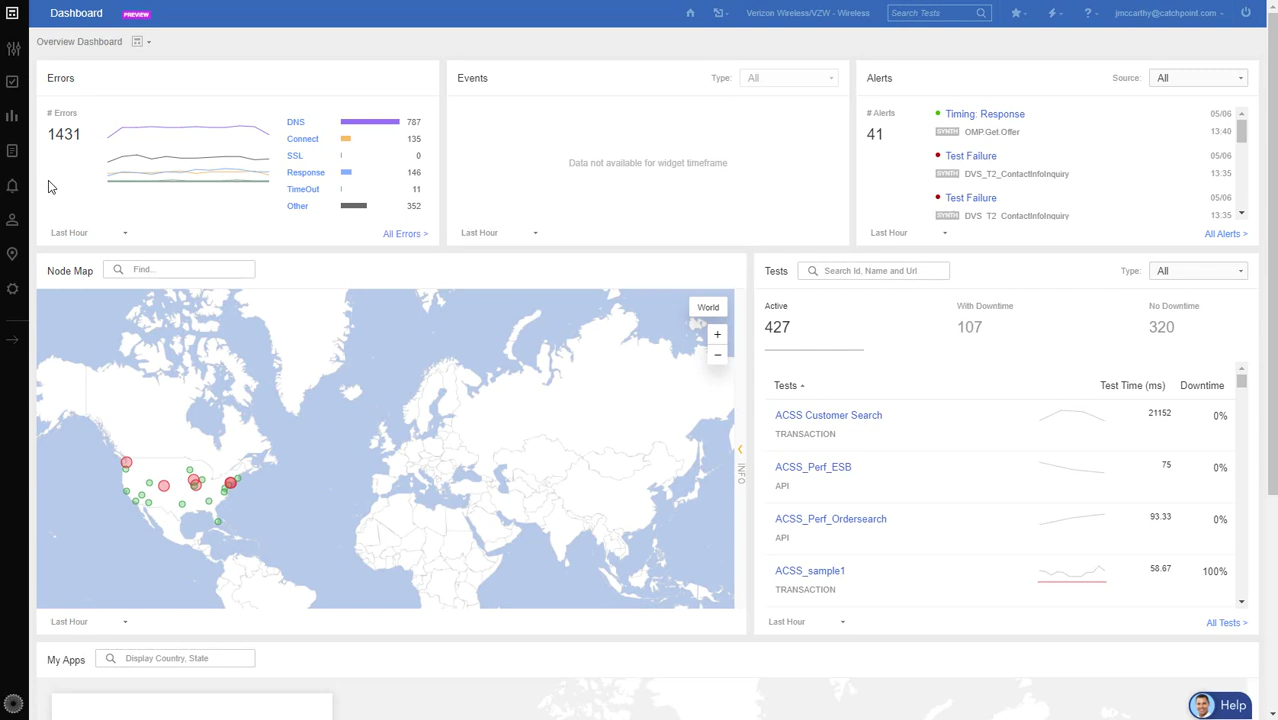 Dashboard PREVIEW Verizon Wireless/VZW - Wireless Search Tests ? jmccarthy@catchpoint.com
Overview Dashboard
Errors
# Errors
1431
DNS 787
Connect 135
SSL 0
Response 146
TimeOut 11
Other 352
Last Hour All Errors >
Events Type: All
Data not available for widget timeframe
Last Hour
Alerts Source: All
# Alerts
41
Timing: Response 05/06
SYNTH OMP Get Offer 13:40
Test Failure 05/06
SYNTH DVS_T2_ContactInfoInquiry 13:35
Test Failure 05/06
SYNTH DVS_T2_ContactInfoInquiry 13:35
Last Hour All Alerts >
Node Map Find...
World
+
−
INFO
Last Hour
Tests Search Id, Name and Url Type: All
Active With Downtime No Downtime
427 107 320
Tests Test Time (ms) Downtime
ACSS Customer Search 21152 0%
TRANSACTION
ACSS_Perf_ESB 75 0%
API
ACSS_Perf_Ordersearch 93.33 0%
API
ACSS_sample1 58.67 100%
TRANSACTION
Last Hour All Tests >
My Apps Display Country, State
Help